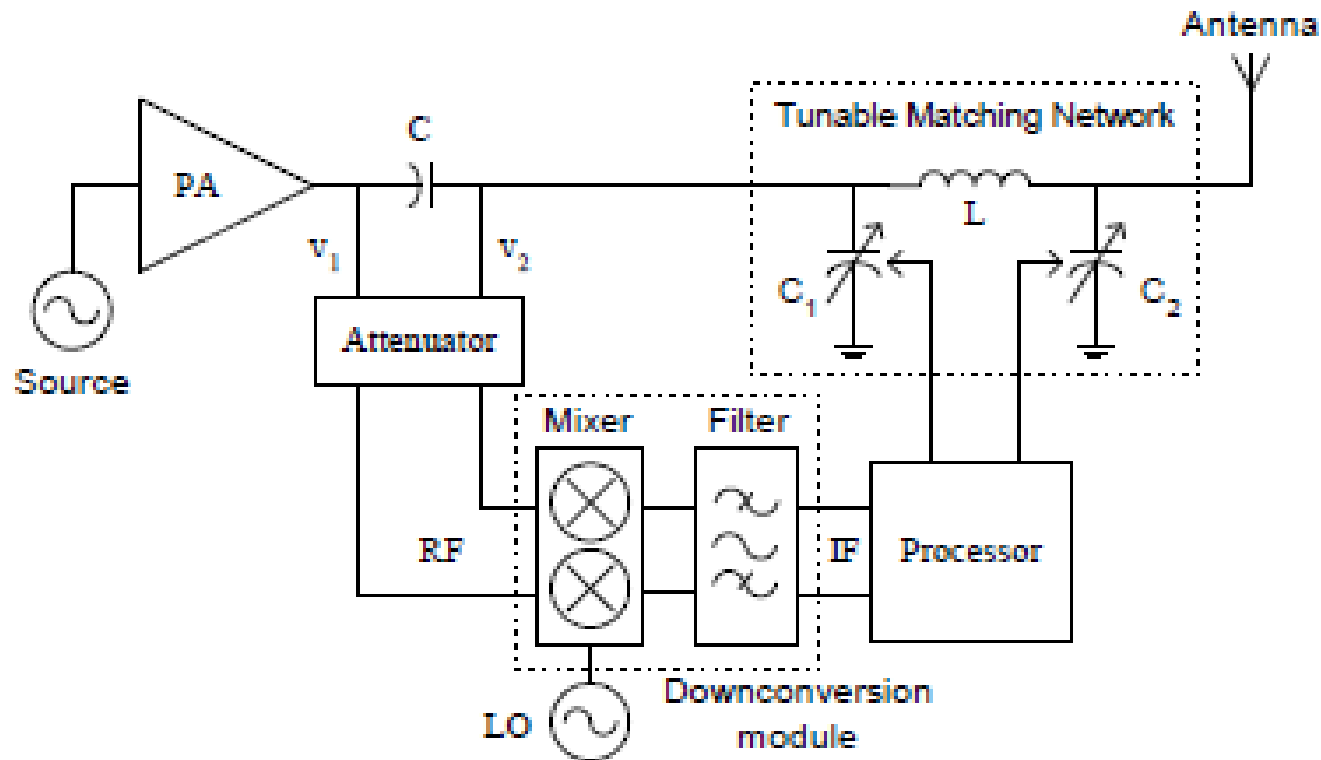 Antenna
Tunable Matching Network
C
PA
L
v1
v2
C1
C2
Attenuator
Source
Mixer
Filter
RF
IF
Processor
Downconversion
module
LO